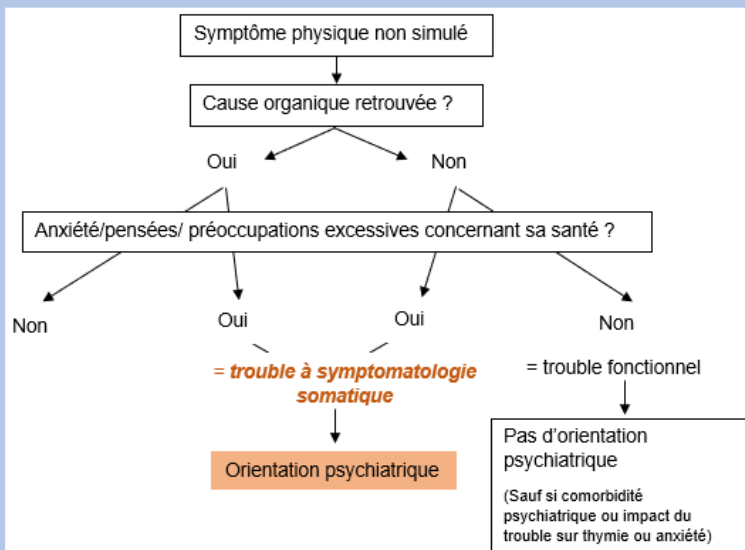 Symptôme physique non simulé
Cause organique retrouvée ?
Oui
Non
Anxiété/pensées/ préoccupations excessives concernant sa santé ?
Non
Oui
Oui
Non
= trouble à symptomatologie
somatique
= trouble fonctionnel
Orientation psychiatrique
Pas d'orientation
psychiatrique
(Sauf si comorbidité
psychiatrique ou impact du
trouble sur thymie ou anxiété)